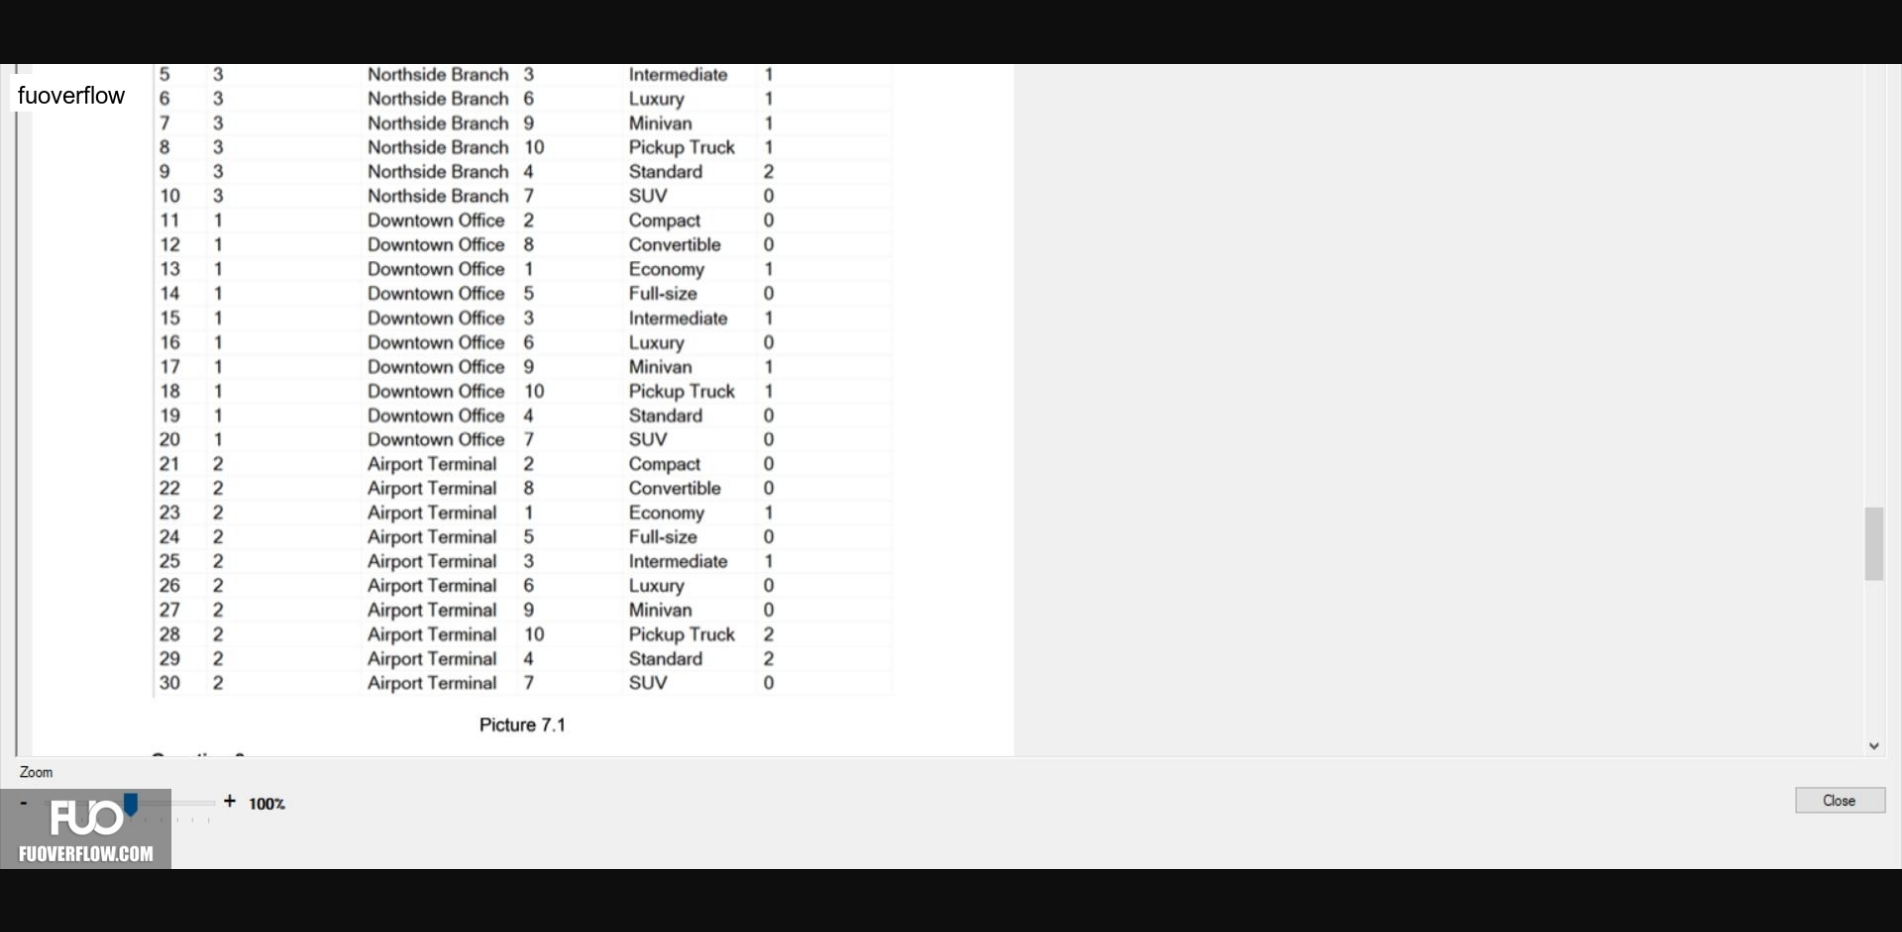 5 3 Northside Branch 3 Intermediate 1
fuoverflow
6 3 Northside Branch 6 Luxury 1
7 3 Northside Branch 9 Minivan 1
8 3 Northside Branch 10 Pickup Truck 1
9 3 Northside Branch 4 Standard 2
10 3 Northside Branch 7 SUV 0
11 1 Downtown Office 2 Compact 0
12 1 Downtown Office 8 Convertible 0
13 1 Downtown Office 1 Economy 1
14 1 Downtown Office 5 Full-size 0
15 1 Downtown Office 3 Intermediate 1
16 1 Downtown Office 6 Luxury 0
17 1 Downtown Office 9 Minivan 1
18 1 Downtown Office 10 Pickup Truck 1
19 1 Downtown Office 4 Standard 0
20 1 Downtown Office 7 SUV 0
21 2 Airport Terminal 2 Compact 0
22 2 Airport Terminal 8 Convertible 0
23 2 Airport Terminal 1 Economy 1
24 2 Airport Terminal 5 Full-size 0
25 2 Airport Terminal 3 Intermediate 1
26 2 Airport Terminal 6 Luxury 0
27 2 Airport Terminal 9 Minivan 0
28 2 Airport Terminal 10 Pickup Truck 2
29 2 Airport Terminal 4 Standard 2
30 2 Airport Terminal 7 SUV 0
Picture 7.1
Zoom
- + 100%
Close
FUO
FUOVERFLOW.COM